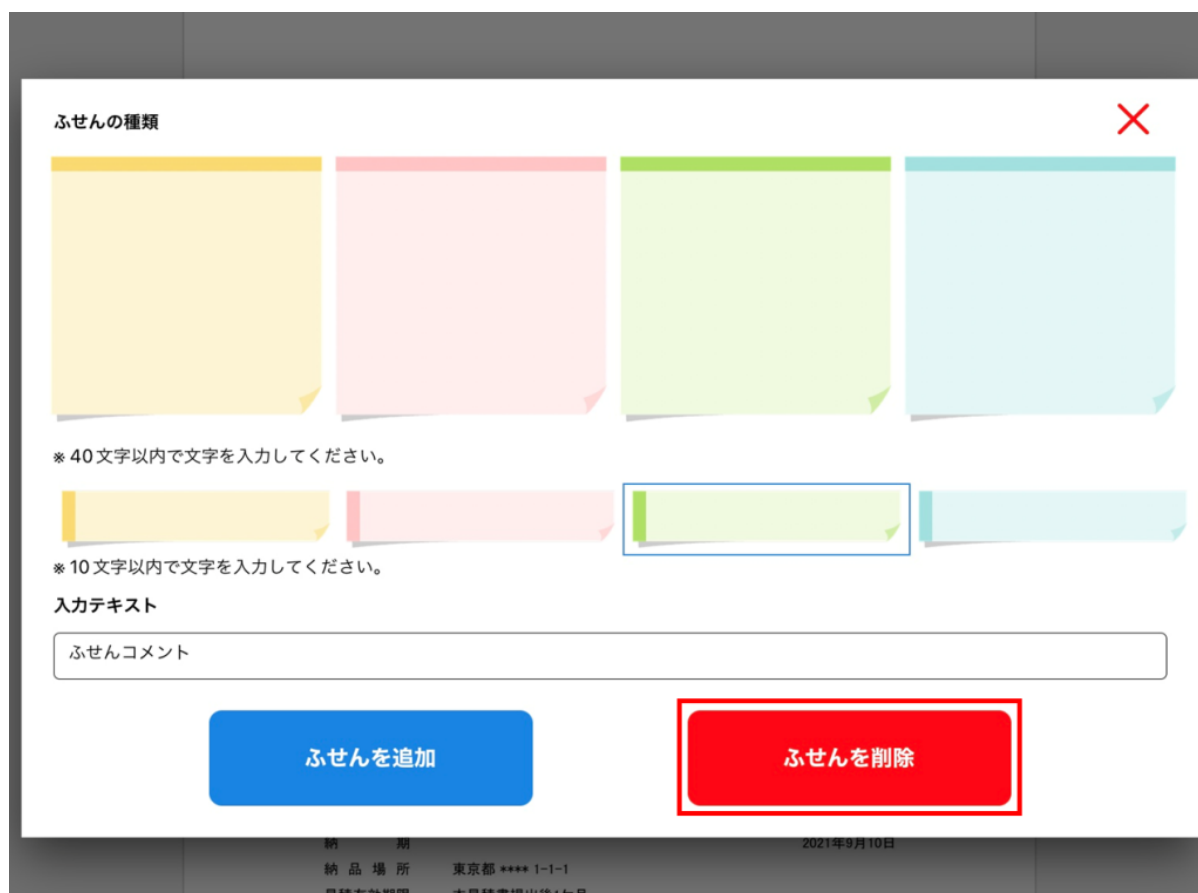 ふせんの種類
※ 40文字以内で文字を入力してください。
※ 10文字以内で文字を入力してください。
入力テキスト
ふせんコメント
ふせんを追加 ふせんを削除
納 期 2021年9月10日
納 品 場 所 東京都 **** 1-1-1